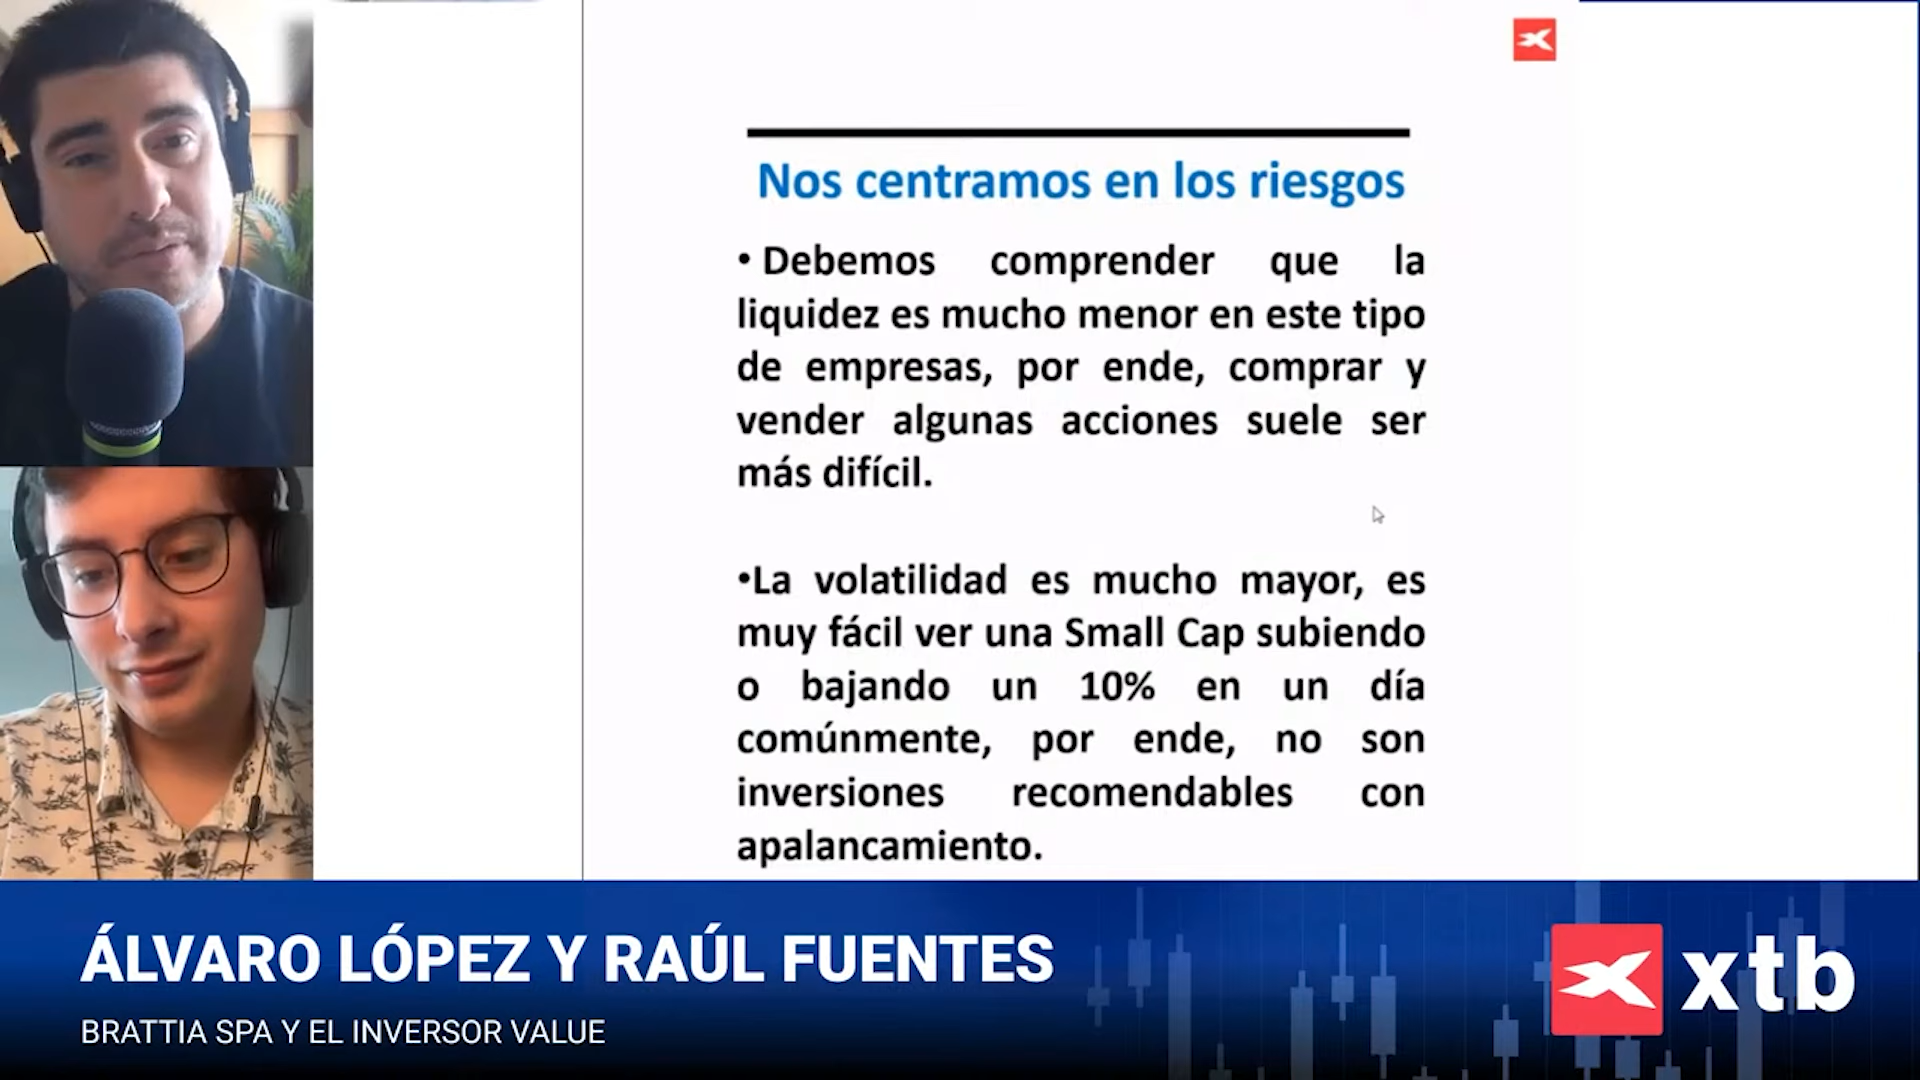 Nos centramos en los riesgos
• Debemos comprender que la
liquidez es mucho menor en este tipo
de empresas, por ende, comprar y
vender algunas acciones suele ser
más difícil.
•La volatilidad es mucho mayor, es
muy fácil ver una Small Cap subiendo
o bajando un 10% en un día
comúnmente, por ende, no son
inversiones recomendables con
apalancamiento.
ÁLVARO LÓPEZ Y RAÚL FUENTES
BRATTIA SPA Y EL INVERSOR VALUE
xtb